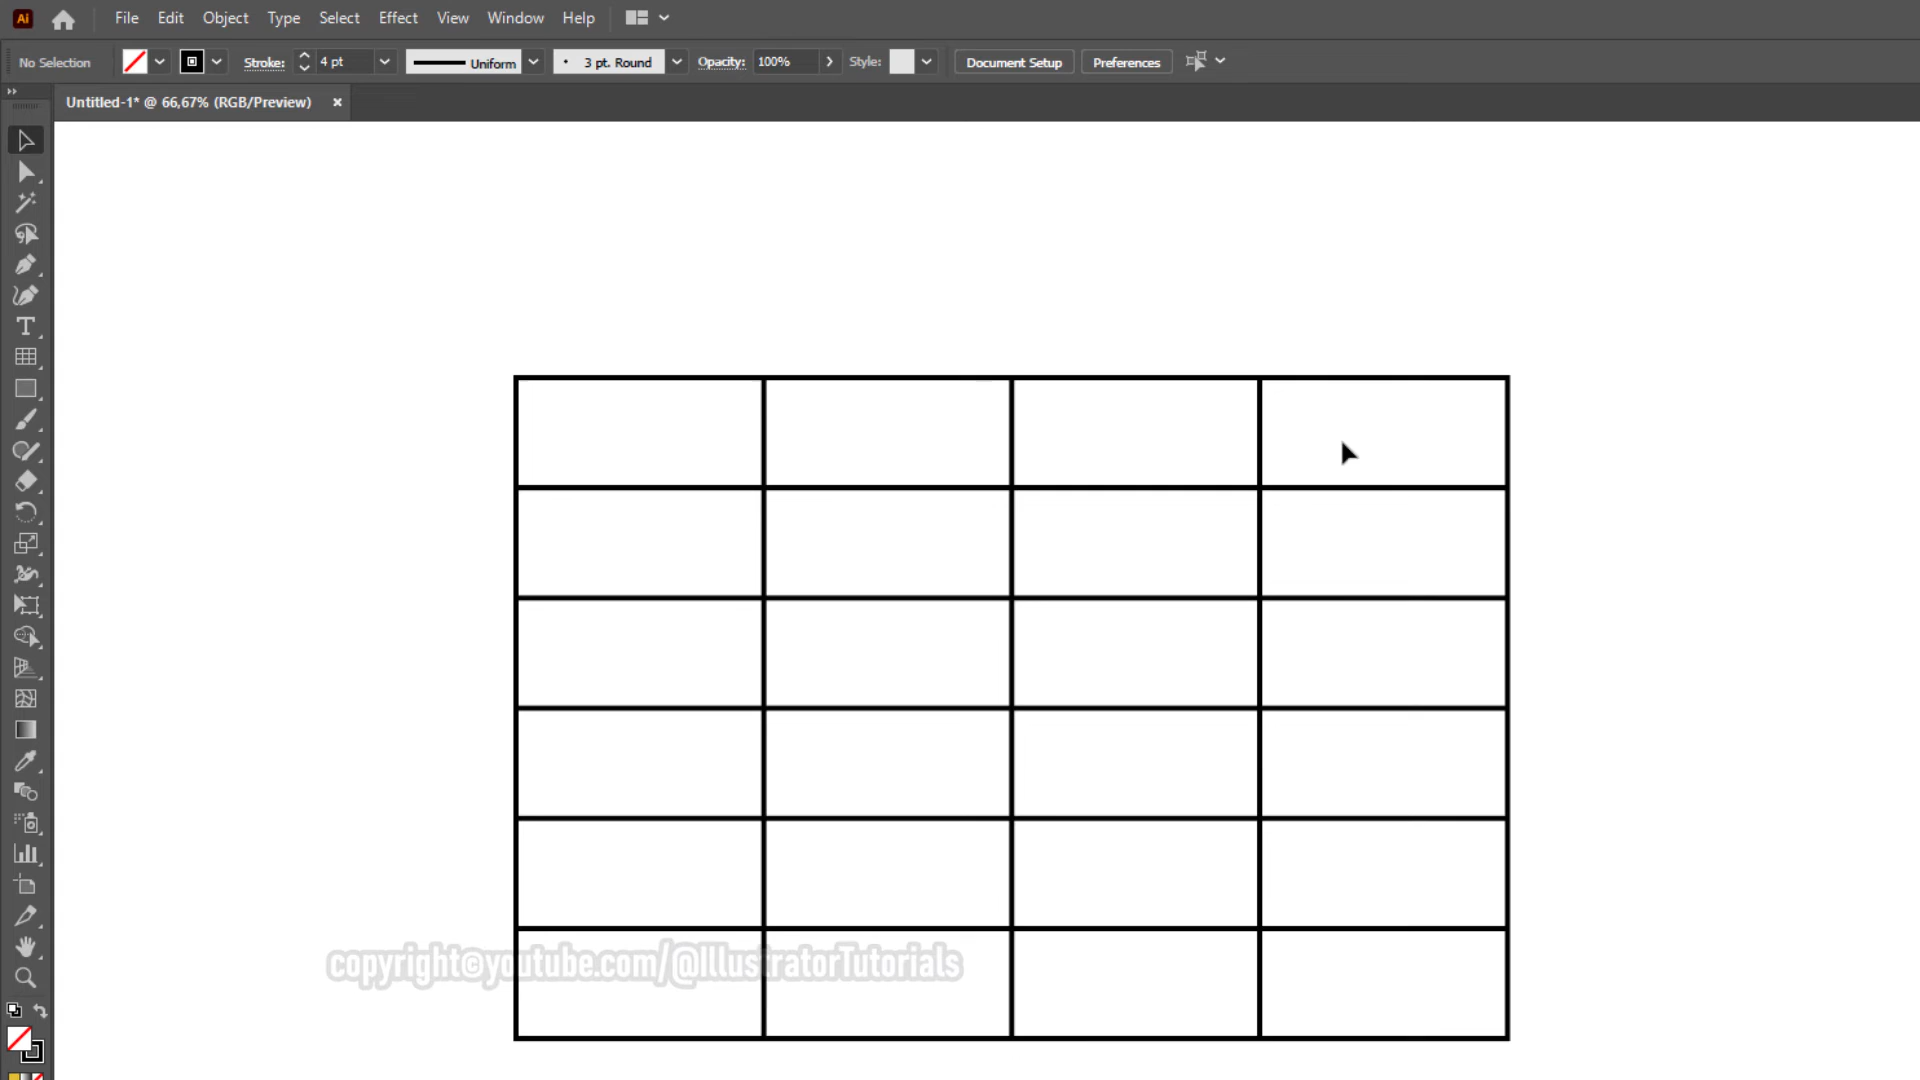 Ai File Edit Object Type Select Effect View Window Help
No Selection Stroke: 4 pt Uniform 3 pt. Round Opacity: 100% Style: Document Setup Preferences
Untitled-1* @ 66,67% (RGB/Preview) ×
copyright©youtube.com/@IllustratorTutorials